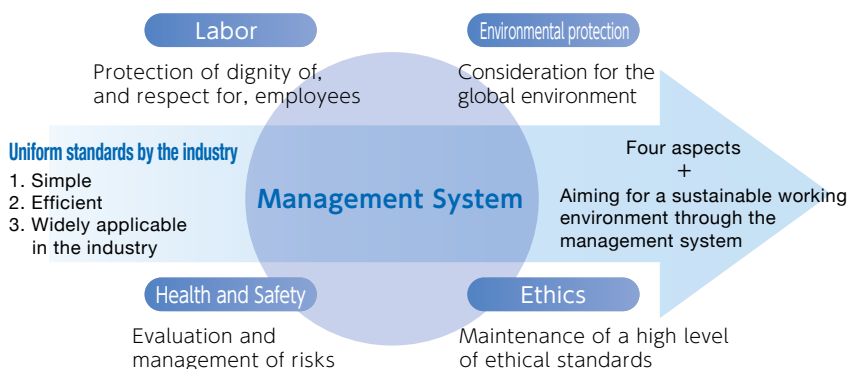 Labor
Protection of dignity of,
and respect for, employees
Environmental protection
Consideration for the
global environment
Uniform standards by the industry
1. Simple
2. Efficient
3. Widely applicable
in the industry
Management System
Four aspects
+
Aiming for a sustainable working
environment through the
management system
Health and Safety
Evaluation and
management of risks
Ethics
Maintenance of a high level
of ethical standards